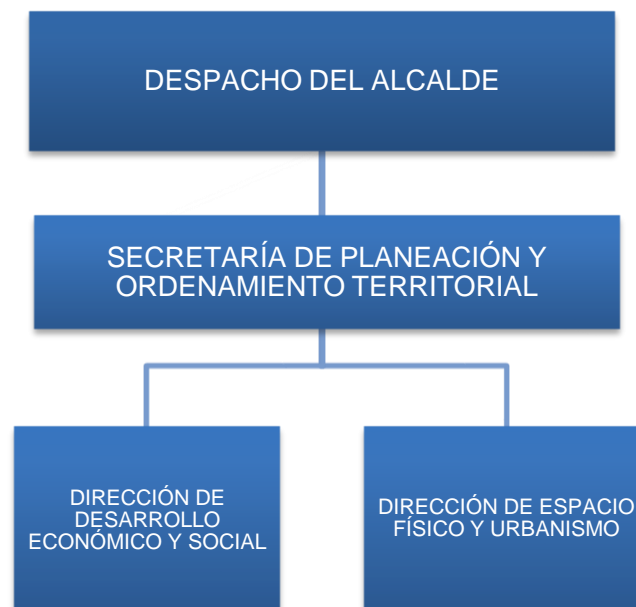 DESPACHO DEL ALCALDE
SECRETARÍA DE PLANEACIÓN Y
ORDENAMIENTO TERRITORIAL
DIRECCIÓN DE
DESARROLLO
ECONÓMICO Y SOCIAL
DIRECCIÓN DE ESPACIO
FÍSICO Y URBANISMO